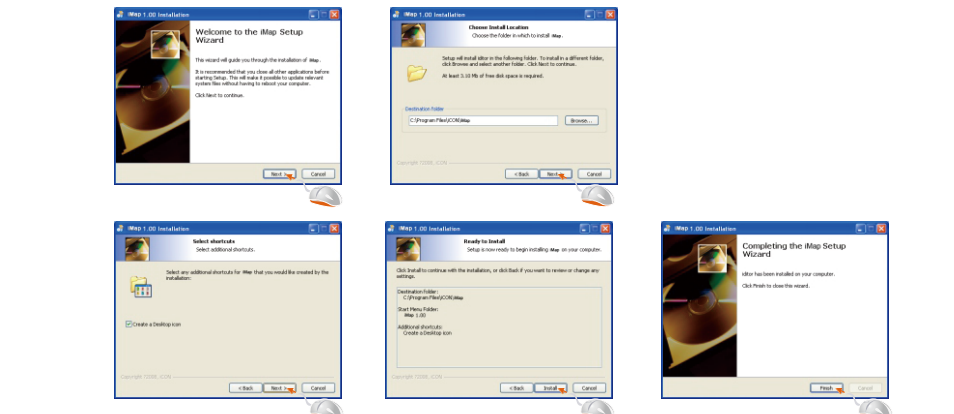 iMap 1.00 Installation
Welcome to the iMap Setup
Wizard
This wizard will guide you through the installation of iMap.
It is recommended that you close all other applications before
starting Setup. This will make it possible to update relevant
system files without having to reboot your computer.
Click Next to continue.
Next >
Cancel
iMap 1.00 Installation
Choose Install Location
Choose the folder in which to install iMap.
Setup will install iEditor in the following folder. To install in a different folder,
click Browse and select another folder. Click Next to continue.
At least 3.10 Mb of free disk space is required.
Destination Folder
C:\Program Files\iCON\iMap
Browse...
< Back
Next >
Cancel
iMap 1.00 Installation
Select shortcuts
Select additional shortcuts.
Select any additional shortcuts for iMap that you would like created by the
installation:
Create a Desktop icon
< Back
Next >
Cancel
iMap 1.00 Installation
Ready to Install
Setup is now ready to begin installing iMap on your computer.
Click Install to continue with the installation, or click Back if you want to review or change any
settings.
Destination Folder:
C:\Program Files\iCON\iMap
Start Menu Folder:
iMap 1.00
Additional shortcuts:
Create a Desktop icon
< Back
Install
Cancel
iMap 1.00 Installation
Completing the iMap Setup
Wizard
iEditor has been installed on your computer.
Click Finish to close this wizard.
Finish
Cancel